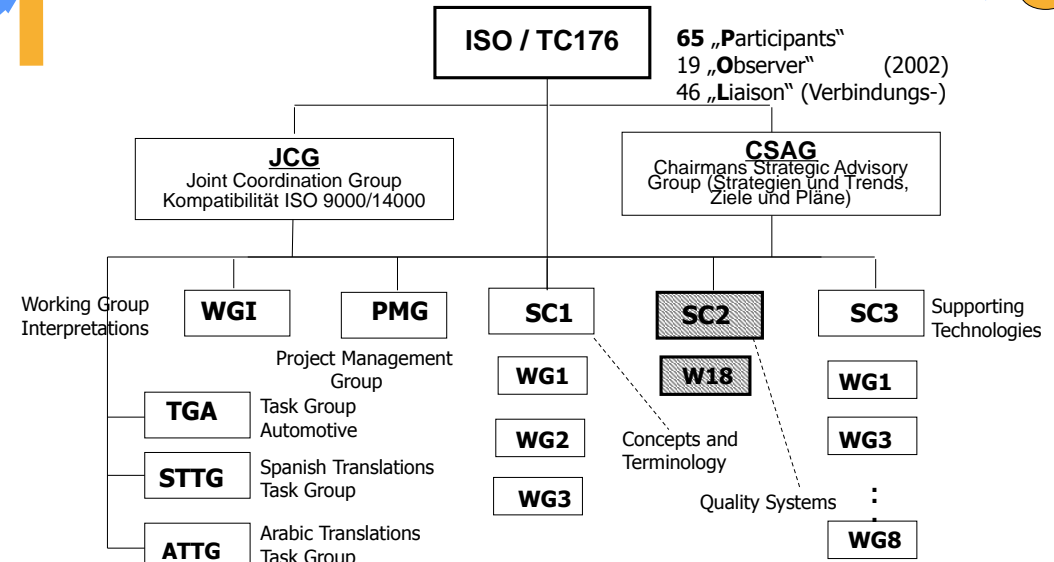 ISO / TC176
65 „Participants“
19 „Observer“ (2002)
46 „Liaison“ (Verbindungs-)
JCG
Joint Coordination Group
Kompatibilität ISO 9000/14000
CSAG
Chairmans Strategic Advisory
Group (Strategien und Trends,
Ziele und Pläne)
Working Group
Interpretations
WGI
PMG
SC1
SC2
SC3
Supporting
Technologies
Project Management
Group
WG1
W18
WG1
TGA
Task Group
Automotive
WG2
Concepts and
Terminology
WG3
STTG
Spanish Translations
Task Group
WG3
Quality Systems
:
.
WG8
ATTG
Arabic Translations
Task Group